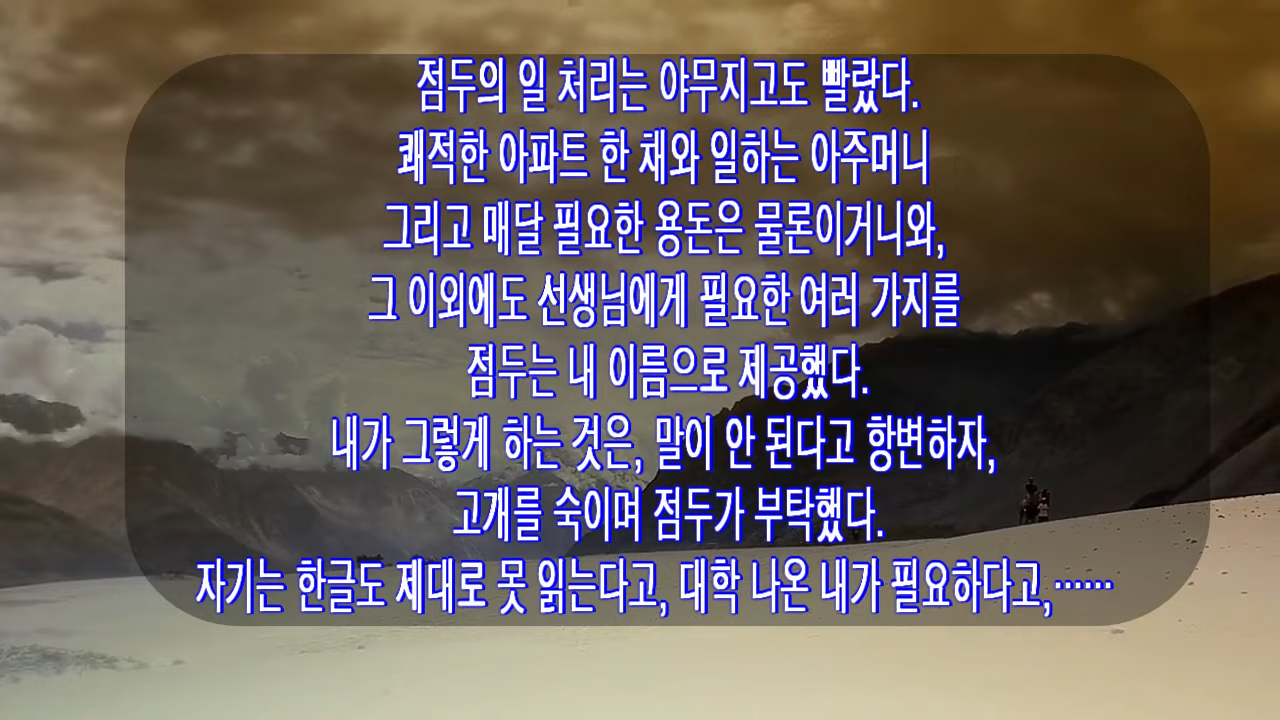 점두의 일 처리는 야무지고도 빨랐다.
쾌적한 아파트 한 채와 일하는 아주머니
그리고 매달 필요한 용돈은 물론이거니와,
그 이외에도 선생님에게 필요한 여러 가지를
점두는 내 이름으로 제공했다.
내가 그렇게 하는 것은, 말이 안 된다고 항변하자,
고개를 숙이며 점두가 부탁했다.
자기는 한글도 제대로 못 읽는다고, 대학 나온 내가 필요하다고,……